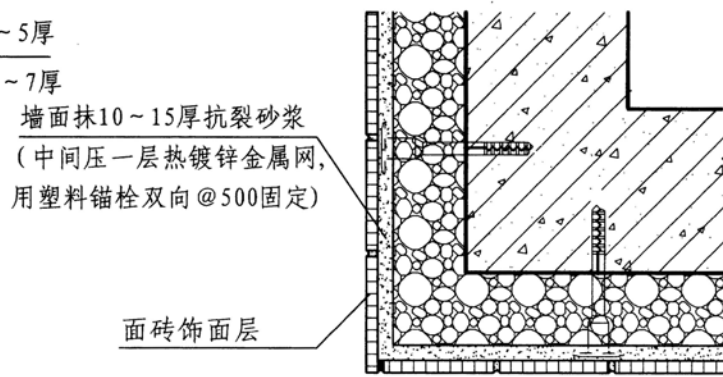 ~5厚
~7厚
墙面抹10~15厚抗裂砂浆
(中间压一层热镀锌金属网,
用塑料锚栓双向@500固定)
面砖饰面层